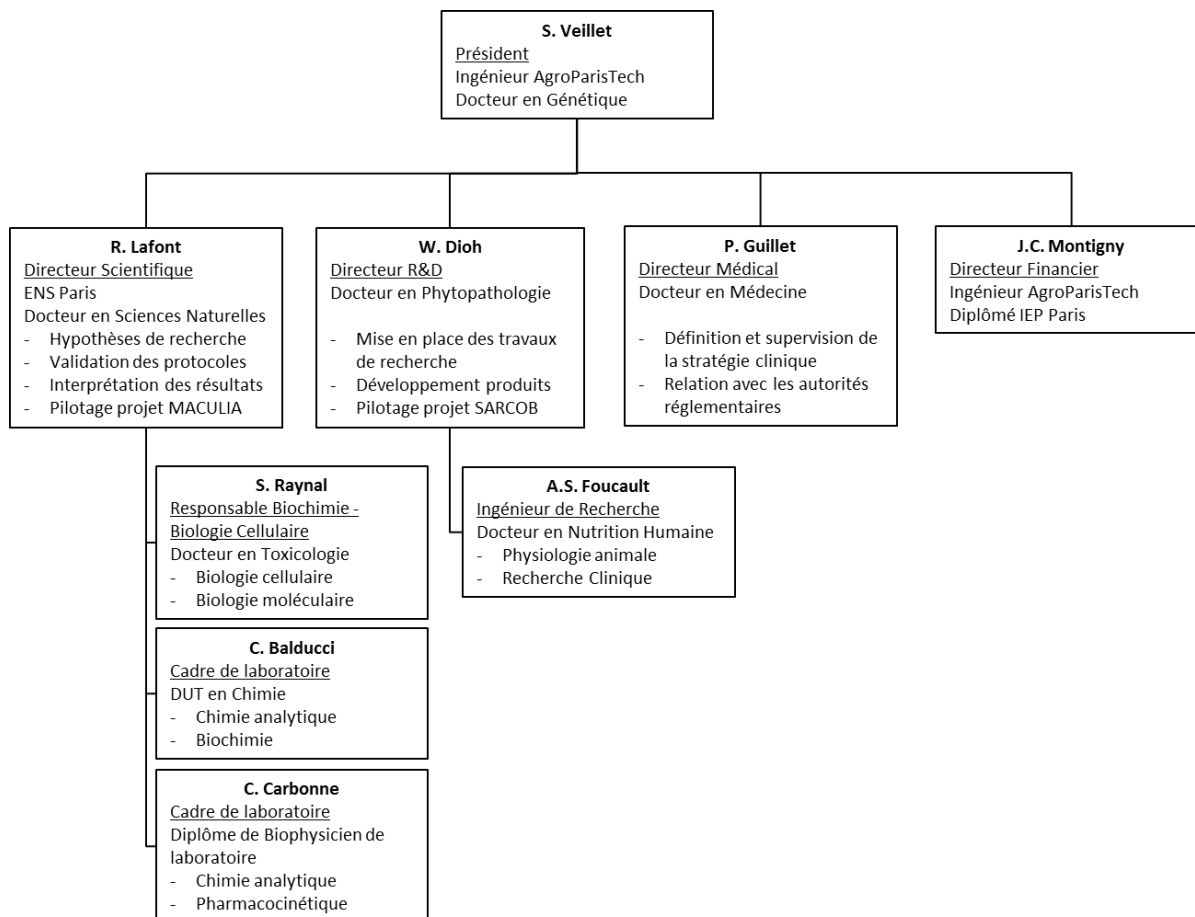 S. Veillet
Président
Ingénieur AgroParisTech
Docteur en Génétique
R. Lafont
Directeur Scientifique
ENS Paris
Docteur en Sciences Naturelles
- Hypothèses de recherche
- Validation des protocoles
- Interprétation des résultats
- Pilotage projet MACULIA
W. Dioh
Directeur R&D
Docteur en Phytopathologie
- Mise en place des travaux
de recherche
- Développement produits
- Pilotage projet SARCOB
P. Guillet
Directeur Médical
Docteur en Médecine
- Définition et supervision de
la stratégie clinique
- Relation avec les autorités
réglementaires
J.C. Montigny
Directeur Financier
Ingénieur AgroParisTech
Diplômé IEP Paris
S. Raynal
Responsable Biochimie -
Biologie Cellulaire
Docteur en Toxicologie
- Biologie cellulaire
- Biologie moléculaire
A.S. Foucault
Ingénieur de Recherche
Docteur en Nutrition Humaine
- Physiologie animale
- Recherche Clinique
C. Balducci
Cadre de laboratoire
DUT en Chimie
- Chimie analytique
- Biochimie
C. Carbonne
Cadre de laboratoire
Diplôme de Biophysicien de
laboratoire
- Chimie analytique
- Pharmacocinétique